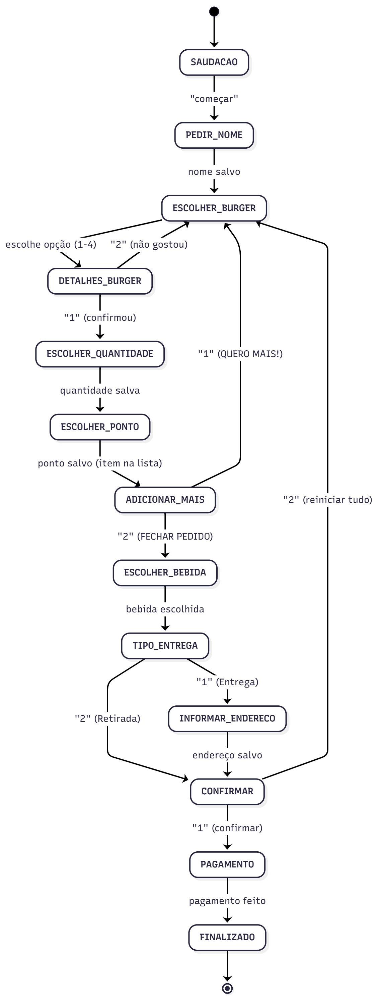 SAUDACAO
"começar"
PEDIR_NOME
nome salvo
ESCOLHER_BURGER
escolhe opção (1-4)
"2" (não gostou)
DETALHES_BURGER
"1" (confirmou)
ESCOLHER_QUANTIDADE
"1" (QUERO MAIS!)
quantidade salva
ESCOLHER_PONTO
ponto salvo (item na lista)
ADICIONAR_MAIS
"2" (reiniciar tudo)
"2" (FECHAR PEDIDO)
ESCOLHER_BEBIDA
bebida escolhida
TIPO_ENTREGA
"1" (Entrega)
"2" (Retirada)
INFORMAR_ENDERECO
endereço salvo
CONFIRMAR
"1" (confirmar)
PAGAMENTO
pagamento feito
FINALIZADO